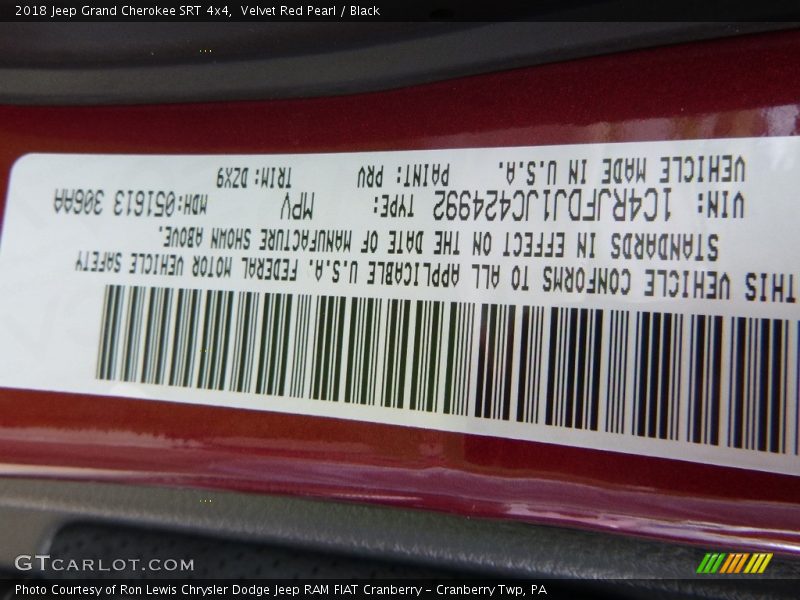 2018 Jeep Grand Cherokee SRT 4x4,  Velvet Red Pearl / Black
THIS VEHICLE CONFORMS TO ALL APPLICABLE U.S.A. FEDERAL MOTOR VEHICLE SAFETY
STANDARDS IN EFFECT ON THE DATE OF MANUFACTURE SHOWN ABOVE.
VIN: 1C4RJFDJ1JC424992 TYPE: MPV MDH:051613 306AA
VEHICLE MADE IN U.S.A. PAINT: PRV TRIM: DZX9
GTCARLOT.COM
Photo Courtesy of Ron Lewis Chrysler Dodge Jeep RAM FIAT Cranberry – Cranberry Twp, PA